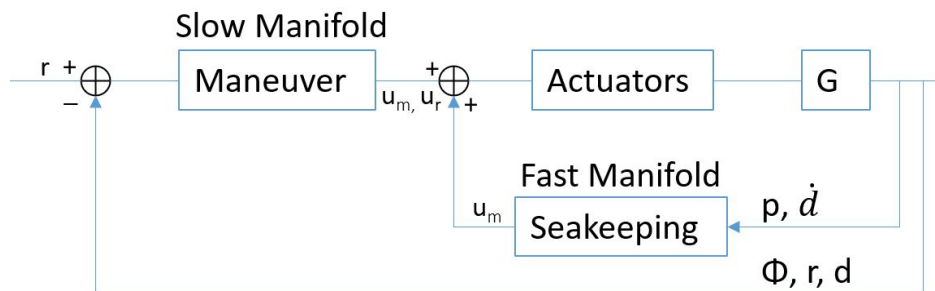 Slow Manifold
r + − Maneuver u_m, u_r + + Actuators G
Fast Manifold
u_m Seakeeping p, ḋ
Φ, r, d